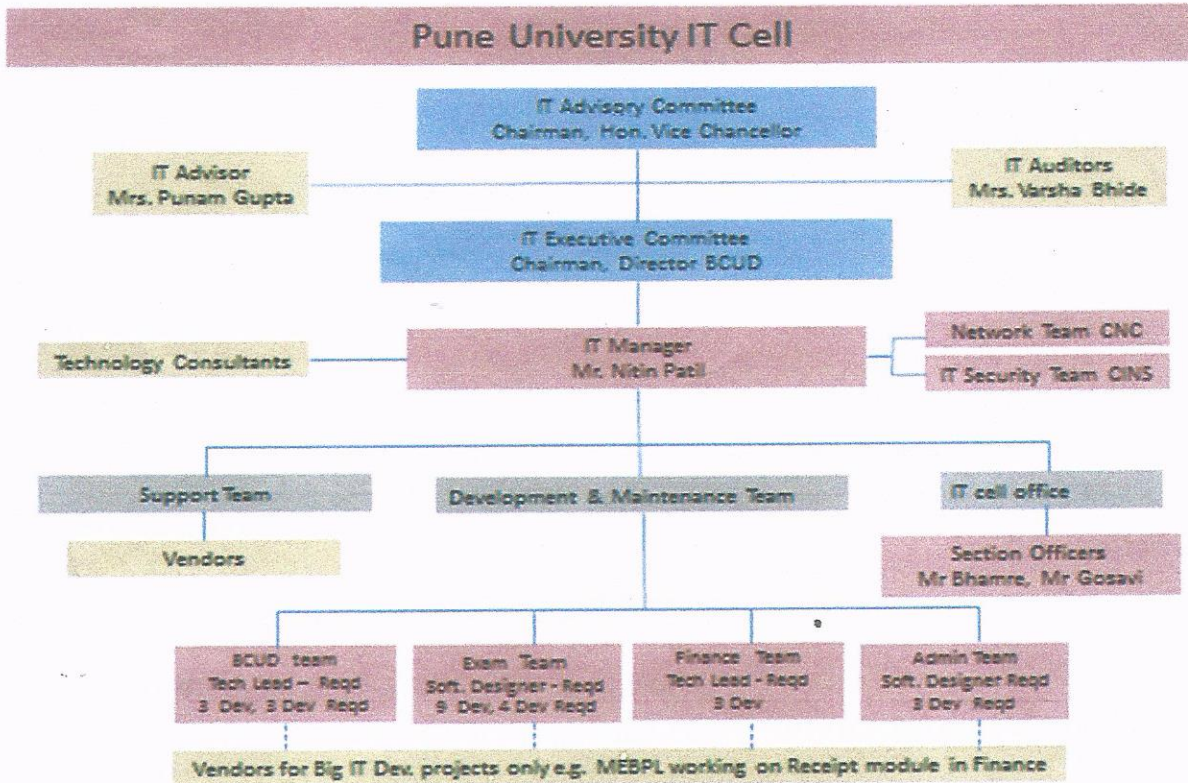 Pune University IT Cell
IT Advisory Committee
Chairman, Hon. Vice Chancellor
IT Advisor
Mrs. Punam Gupta
IT Auditors
Mrs. Varsha Bhide
IT Executive Committee
Chairman, Director BCUD
Technology Consultants
IT Manager
Mr. Nitin Patil
Network Team CNC
IT Security Team CINS
Support Team
Development & Maintenance Team
IT cell office
Vendors
Section Officers
Mr Bhamre, Mr Gosavi
BCUD team
Tech Lead – Reqd
3 Dev, 3 Dev Reqd
Exam Team
Soft. Designer - Reqd
9 Dev, 4 Dev Reqd
Finance Team
Tech Lead - Reqd
3 Dev
Admin Team
Soft. Designer Reqd
3 Dev Reqd
Vendors for Big IT Dev. projects only e.g. MEBPL working on Receipt module in Finance